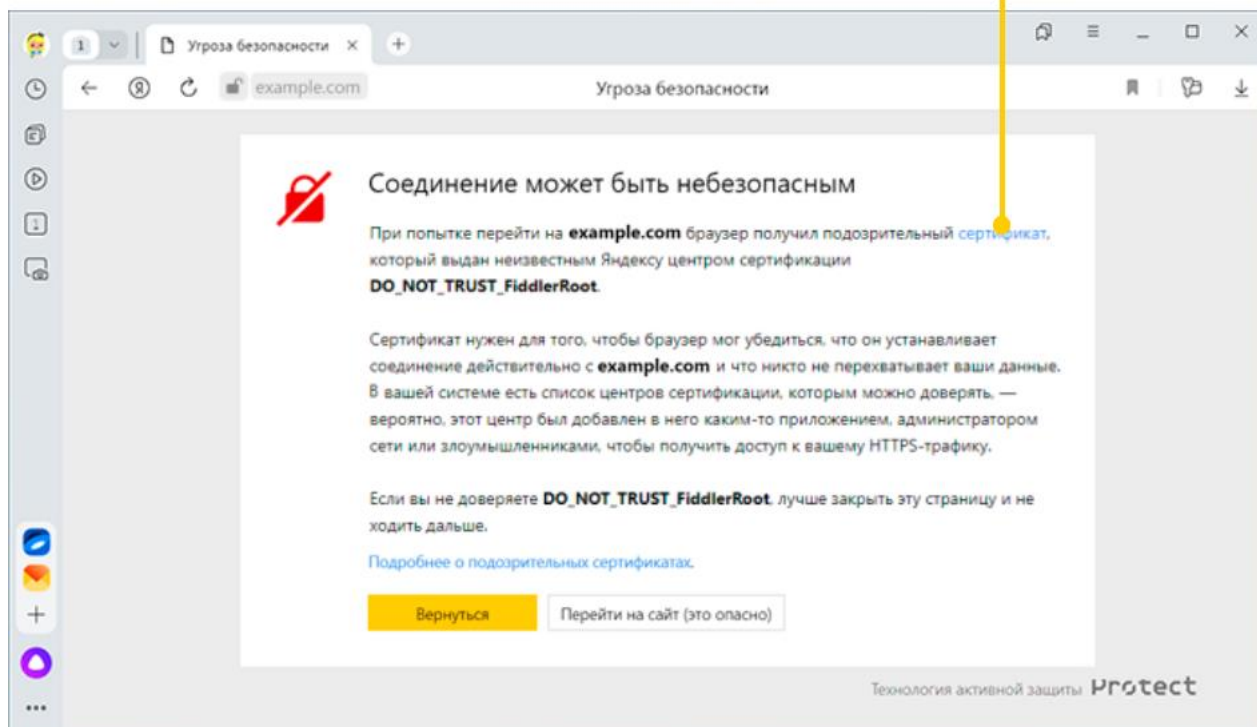 1
Угроза безопасности
example.com
Угроза безопасности
1
Соединение может быть небезопасным
При попытке перейти на example.com браузер получил подозрительный сертификат,
который выдан неизвестным Яндексу центром сертификации
DO_NOT_TRUST_FiddlerRoot.
Сертификат нужен для того, чтобы браузер мог убедиться, что он устанавливает
соединение действительно с example.com и что никто не перехватывает ваши данные.
В вашей системе есть список центров сертификации, которым можно доверять, —
вероятно, этот центр был добавлен в него каким-то приложением, администратором
сети или злоумышленниками, чтобы получить доступ к вашему HTTPS-трафику.
Если вы не доверяете DO_NOT_TRUST_FiddlerRoot, лучше закрыть эту страницу и не
ходить дальше.
Подробнее о подозрительных сертификатах.
Вернуться
Перейти на сайт (это опасно)
Технология активной защиты Protect